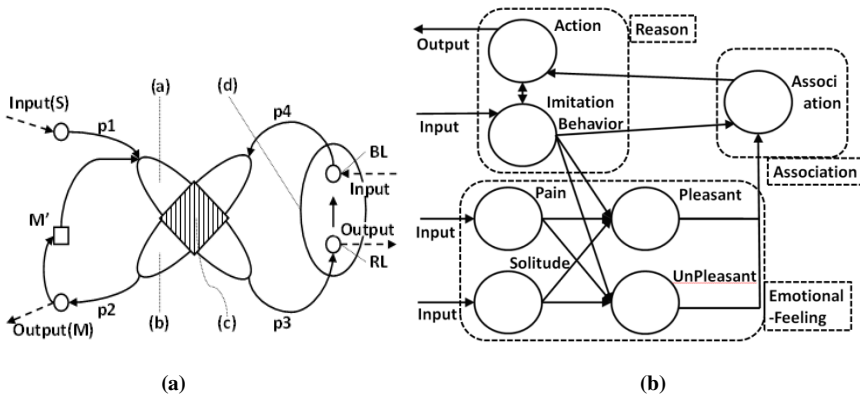 Input(S)
p1
(a)
(d)
p4
BL
Input
M'
Output
RL
Output(M)
p2
(b)
(c)
p3
(a)
Action
Reason
Output
Associ
ation
Imitation
Behavior
Input
Association
Pain
Pleasant
Input
Solitude
UnPleasant
Input
Emotional
-Feeling
(b)